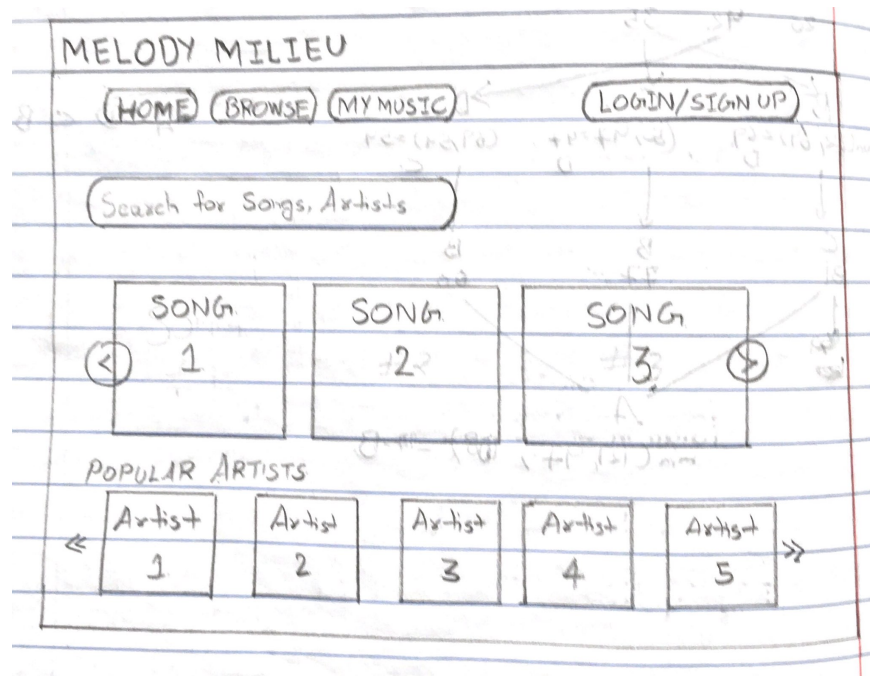 MELODY MILIEU
HOME BROWSE MY MUSIC LOGIN/SIGN UP
Search for Songs, Artists
SONG SONG SONG
< 1 2 3 >
POPULAR ARTISTS
Artist Artist Artist Artist Artist
« 1 2 3 4 5 »